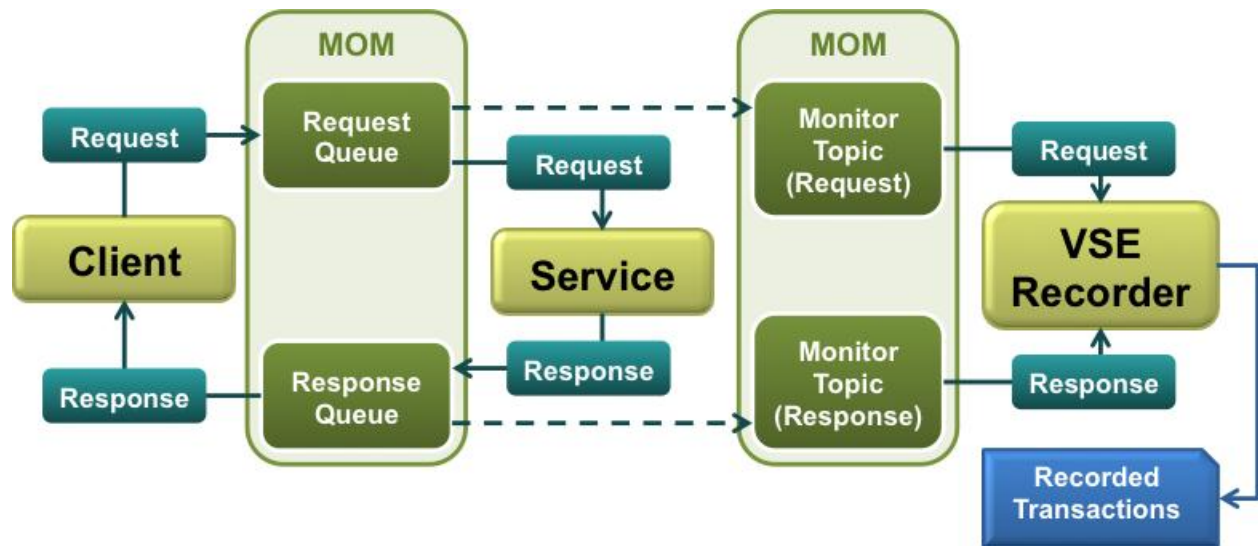 MOM
Request
Queue
Request
Client
Request
Service
Response
Response
Queue
Response
MOM
Monitor
Topic
(Request)
Request
VSE
Recorder
Monitor
Topic
(Response)
Response
Recorded
Transactions